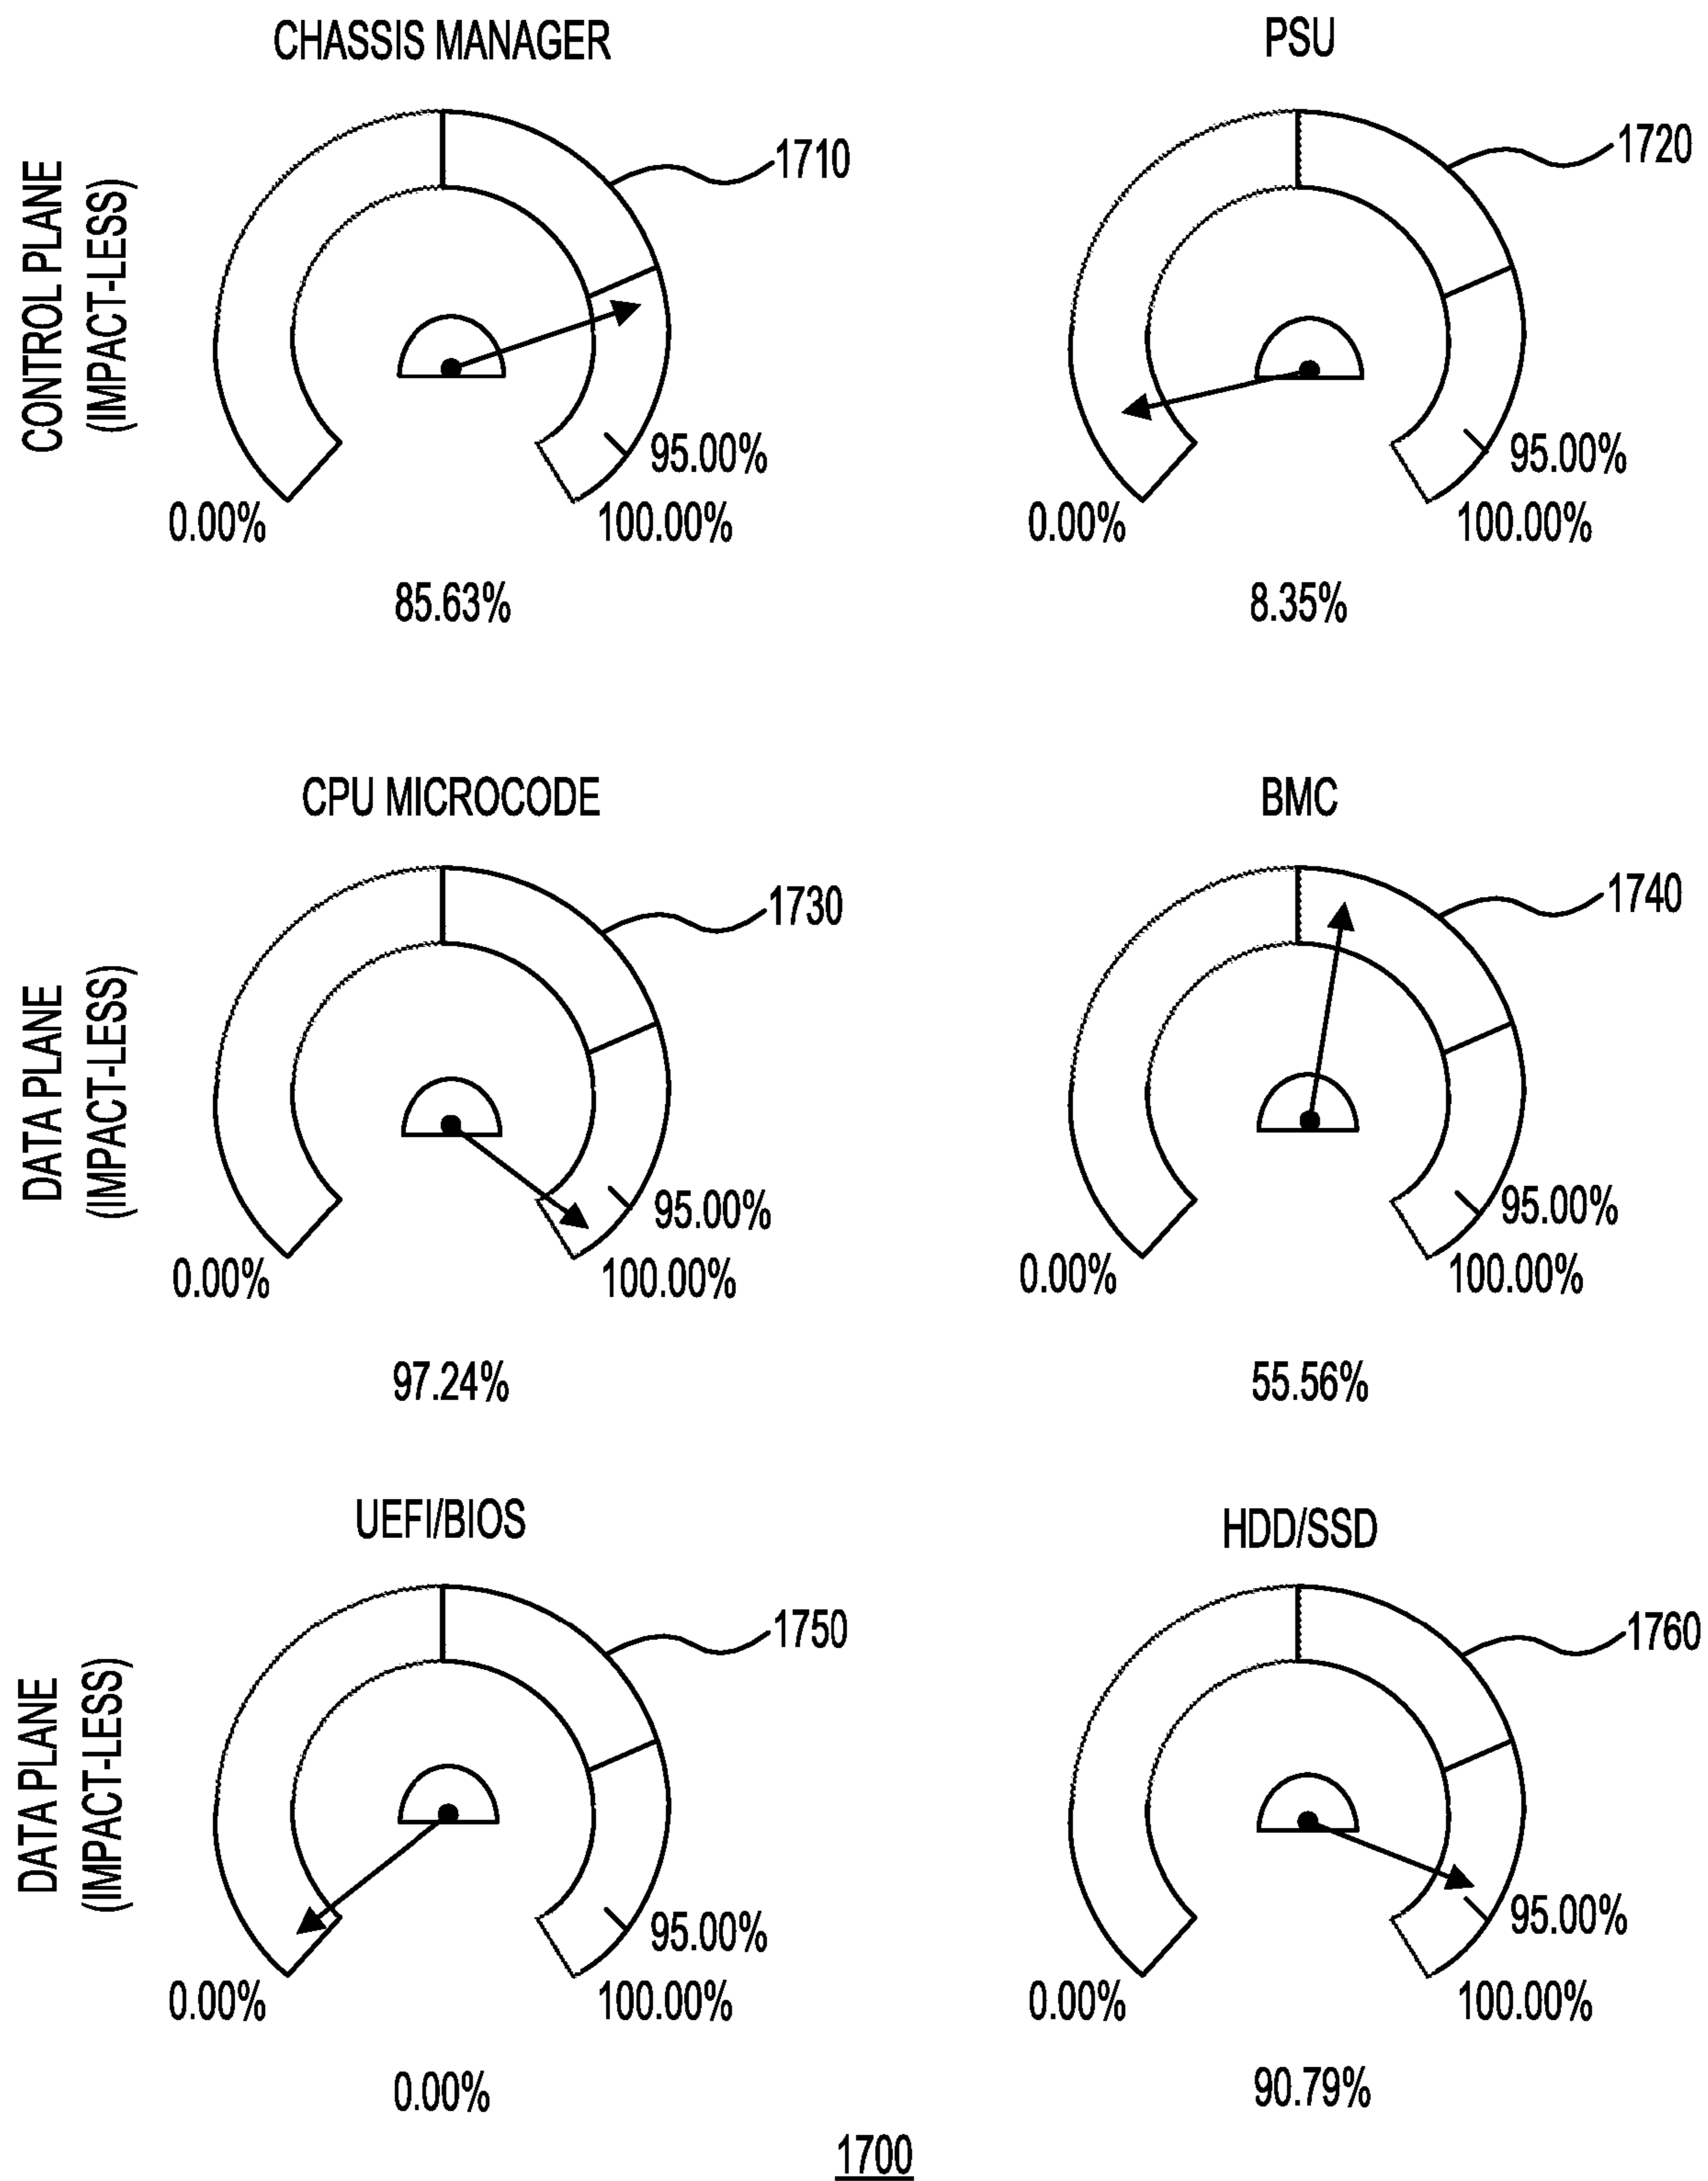 CHASSIS MANAGER
PSU
CONTROL PLANE
(IMPACT-LESS)
1710
1720
95.00%
0.00%
100.00%
85.63%
95.00%
0.00%
100.00%
8.35%
CPU MICROCODE
BMC
DATA PLANE
(IMPACT-LESS)
1730
1740
95.00%
0.00%
100.00%
97.24%
95.00%
0.00%
100.00%
55.56%
UEFI/BIOS
HDD/SSD
DATA PLANE
(IMPACT-LESS)
1750
1760
95.00%
0.00%
100.00%
0.00%
95.00%
0.00%
100.00%
90.79%
1700